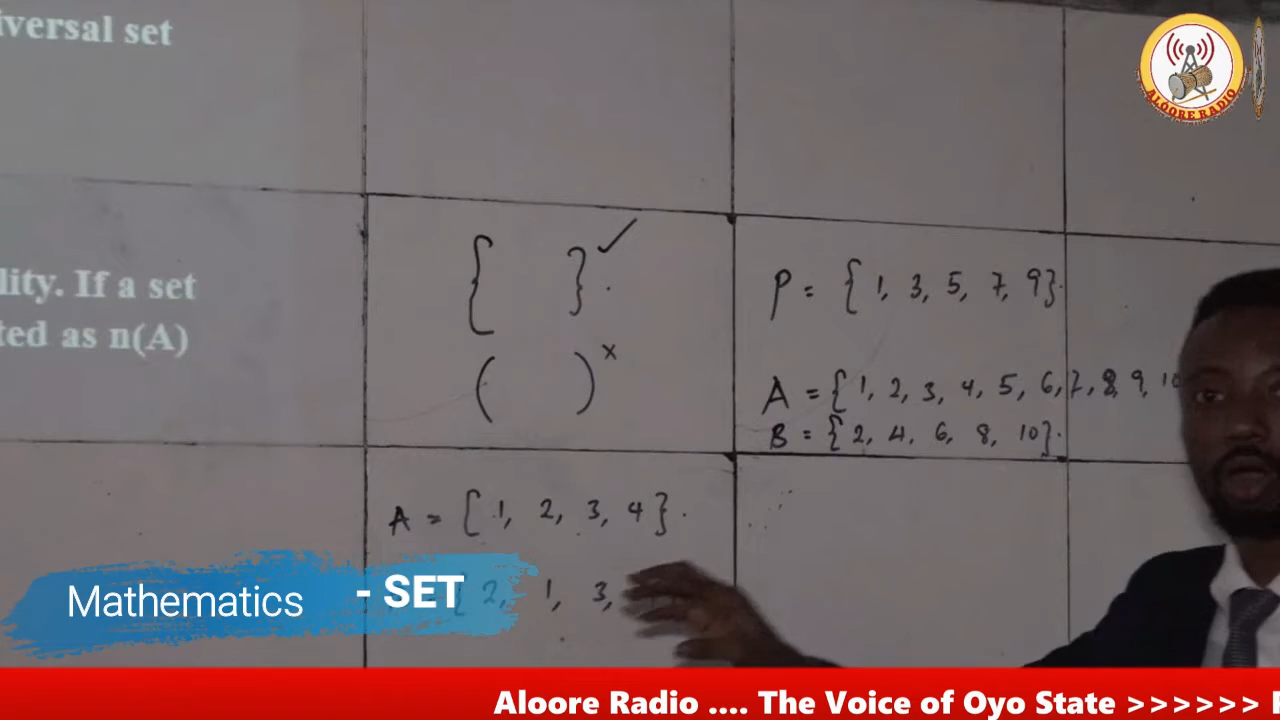 iversal set
ALOORE RADIO
lity. If a set
ted as n(A)
{ } ✓.
( ) x
P = { 1, 3, 5, 7, 9}.
A = { 1, 2, 3, 4, 5, 6, 7, 8, 9, 10
B = { 2, 4, 6, 8, 10}.
A = { 1, 2, 3, 4 }.
{ 2, 1, 3,
Mathematics - SET
Aloore Radio .... The Voice of Oyo State > > > > > >